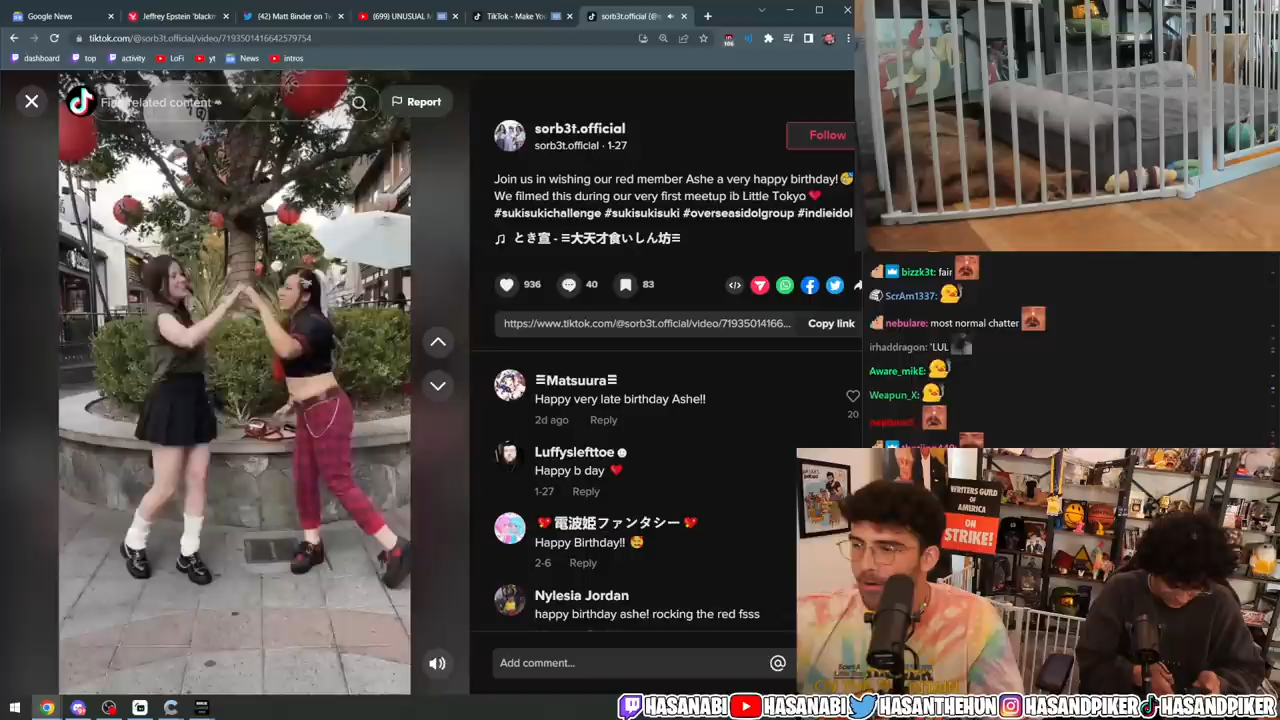 Google News
Jeffrey Epstein 'black
(42) Matt Binder on Tw
(699) UNUSUAL M
TikTok - Make You
sorb3t.official (@s
tiktok.com/@sorb3t.official/video/7193501416642579754
106
dashboard
top
activity
LoFi
yt
News
intros
Find related content
Report
sorb3t.official
sorb3t.official · 1-27
Follow
Join us in wishing our red member Ashe a very happy birthday!
We filmed this during our very first meetup ib Little Tokyo
#sukisukichallenge #sukisukisuki #overseasidolgroup #indieidol
とき宣 - ≡大天才食いしん坊≡
936
40
83
https://www.tiktok.com/@sorb3t.official/video/71935014166...
Copy link
≡Matsuura≡
Happy very late birthday Ashe!!
2d ago Reply
20
Luffyslefttoe
Happy b day
1-27 Reply
電波姫ファンタシー
Happy Birthday!!
2-6 Reply
Nylesia Jordan
happy birthday ashe! rocking the red fsss
Add comment...
bizzk3t: fair
ScrAm1337:
nebulare: most normal chatter
irhaddragon: 'LUL
Aware_mikE:
Weapun_X:
WRITERS GUILD
OF
AMERICA
ON
STRIKE!
HASANABI
HASANABI
HASANTHEHUN
HASANDPIKER
HASANDPIKER